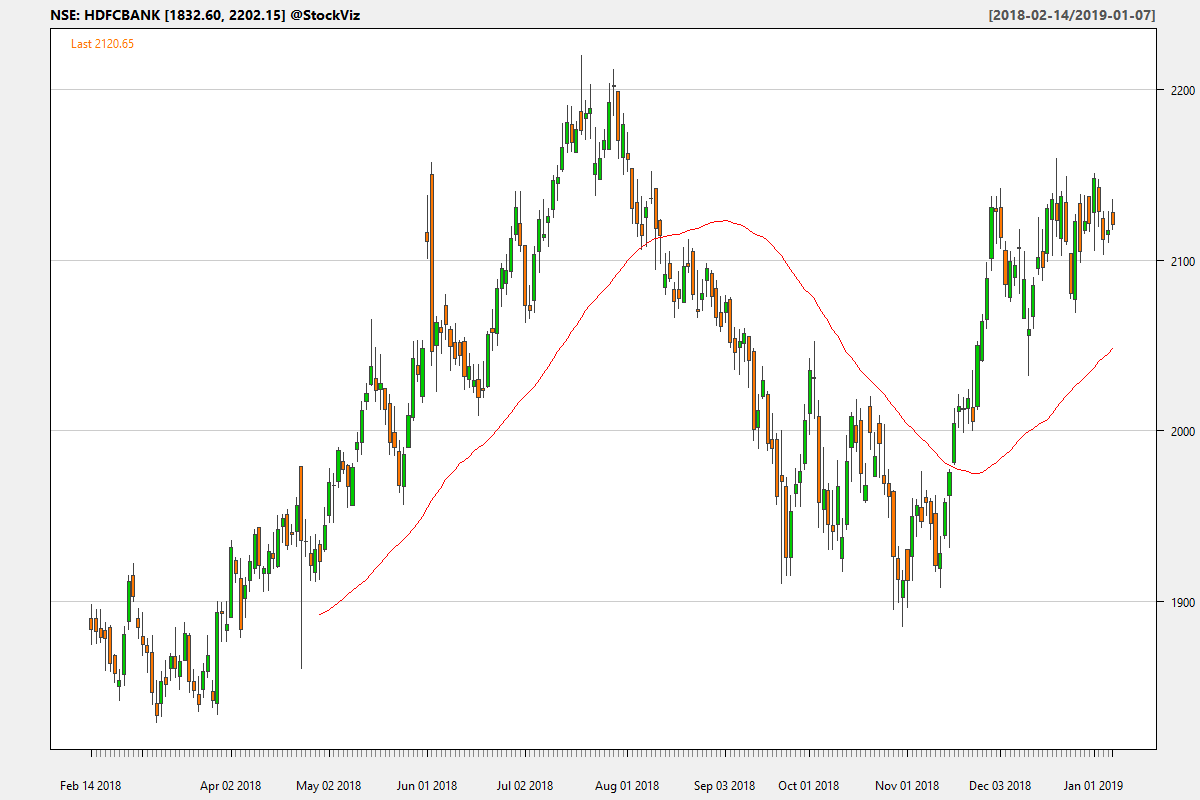 NSE: HDFCBANK [1832.60, 2202.15] @StockViz [2018-02-14/2019-01-07]
Last 2120.65
2200
2100
2000
1900
Feb 14 2018 Apr 02 2018 May 02 2018 Jun 01 2018 Jul 02 2018 Aug 01 2018 Sep 03 2018 Oct 01 2018 Nov 01 2018 Dec 03 2018 Jan 01 2019